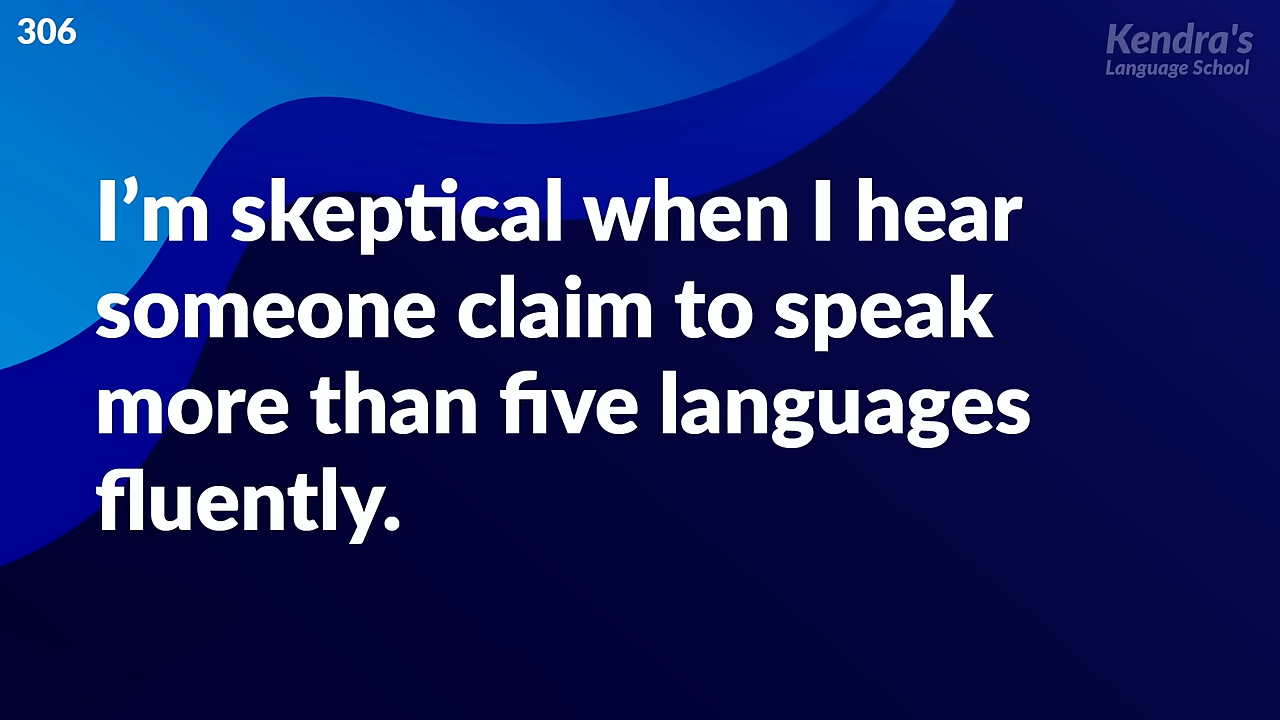 306
Kendra's
Language School
I’m skeptical when I hear
someone claim to speak
more than five languages
fluently.